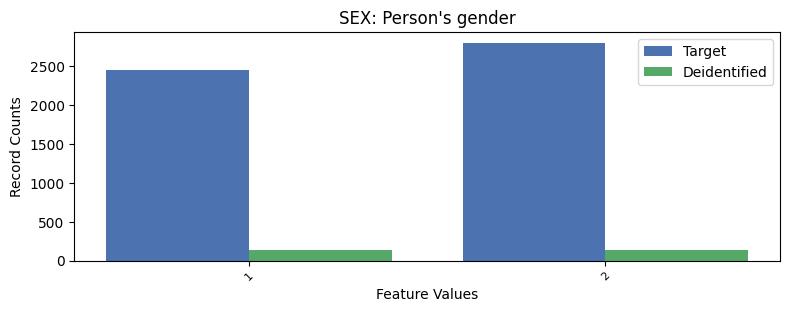 SEX: Person's gender
Target
Deidentified
Record Counts
2500
2000
1500
1000
500
0
1
2
Feature Values